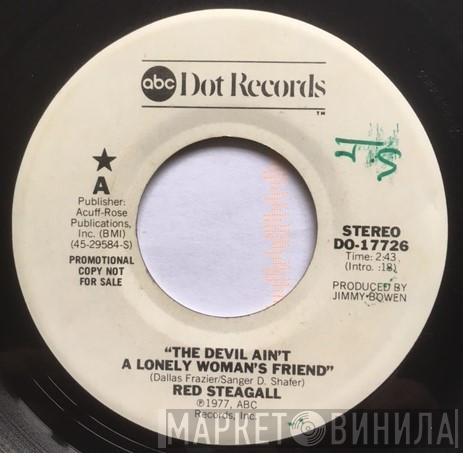 abc Dot Records
TM
★
A
Publisher:
Acuff-Rose
Publications,
Inc. (BMI)
(45-29584-S)
PROMOTIONAL
COPY NOT
FOR SALE
STEREO
DO-17726
Time: 2:43
(Intro. :18)
PRODUCED BY
JIMMY BOWEN
"THE DEVIL AIN'T
A LONELY WOMAN'S FRIEND"
(Dallas Frazier/Sanger D. Shafer)
RED STEAGALL
℗1977, ABC
Records, Inc.
МАРКЕТ ВИНИЛА